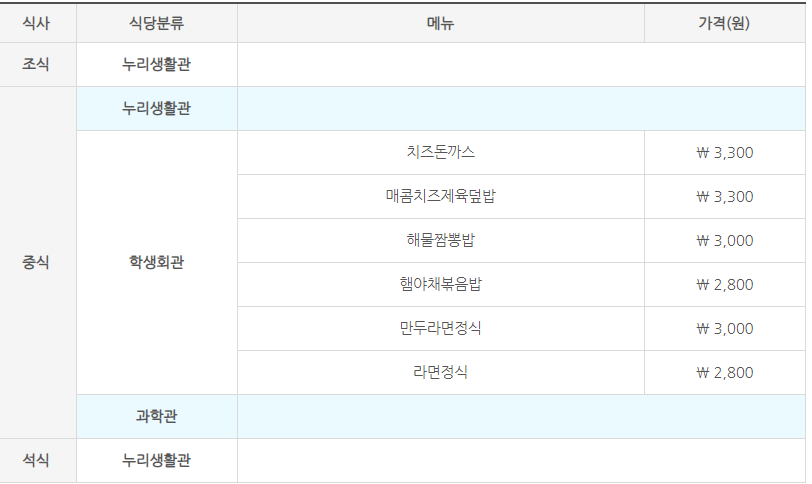 식사 식당분류 메뉴 가격(원)
조식 누리생활관
누리생활관
치즈돈까스 ₩ 3,300
매콤치즈제육덮밥 ₩ 3,300
해물짬뽕밥 ₩ 3,000
중식 학생회관
햄야채볶음밥 ₩ 2,800
만두라면정식 ₩ 3,000
라면정식 ₩ 2,800
과학관
석식 누리생활관